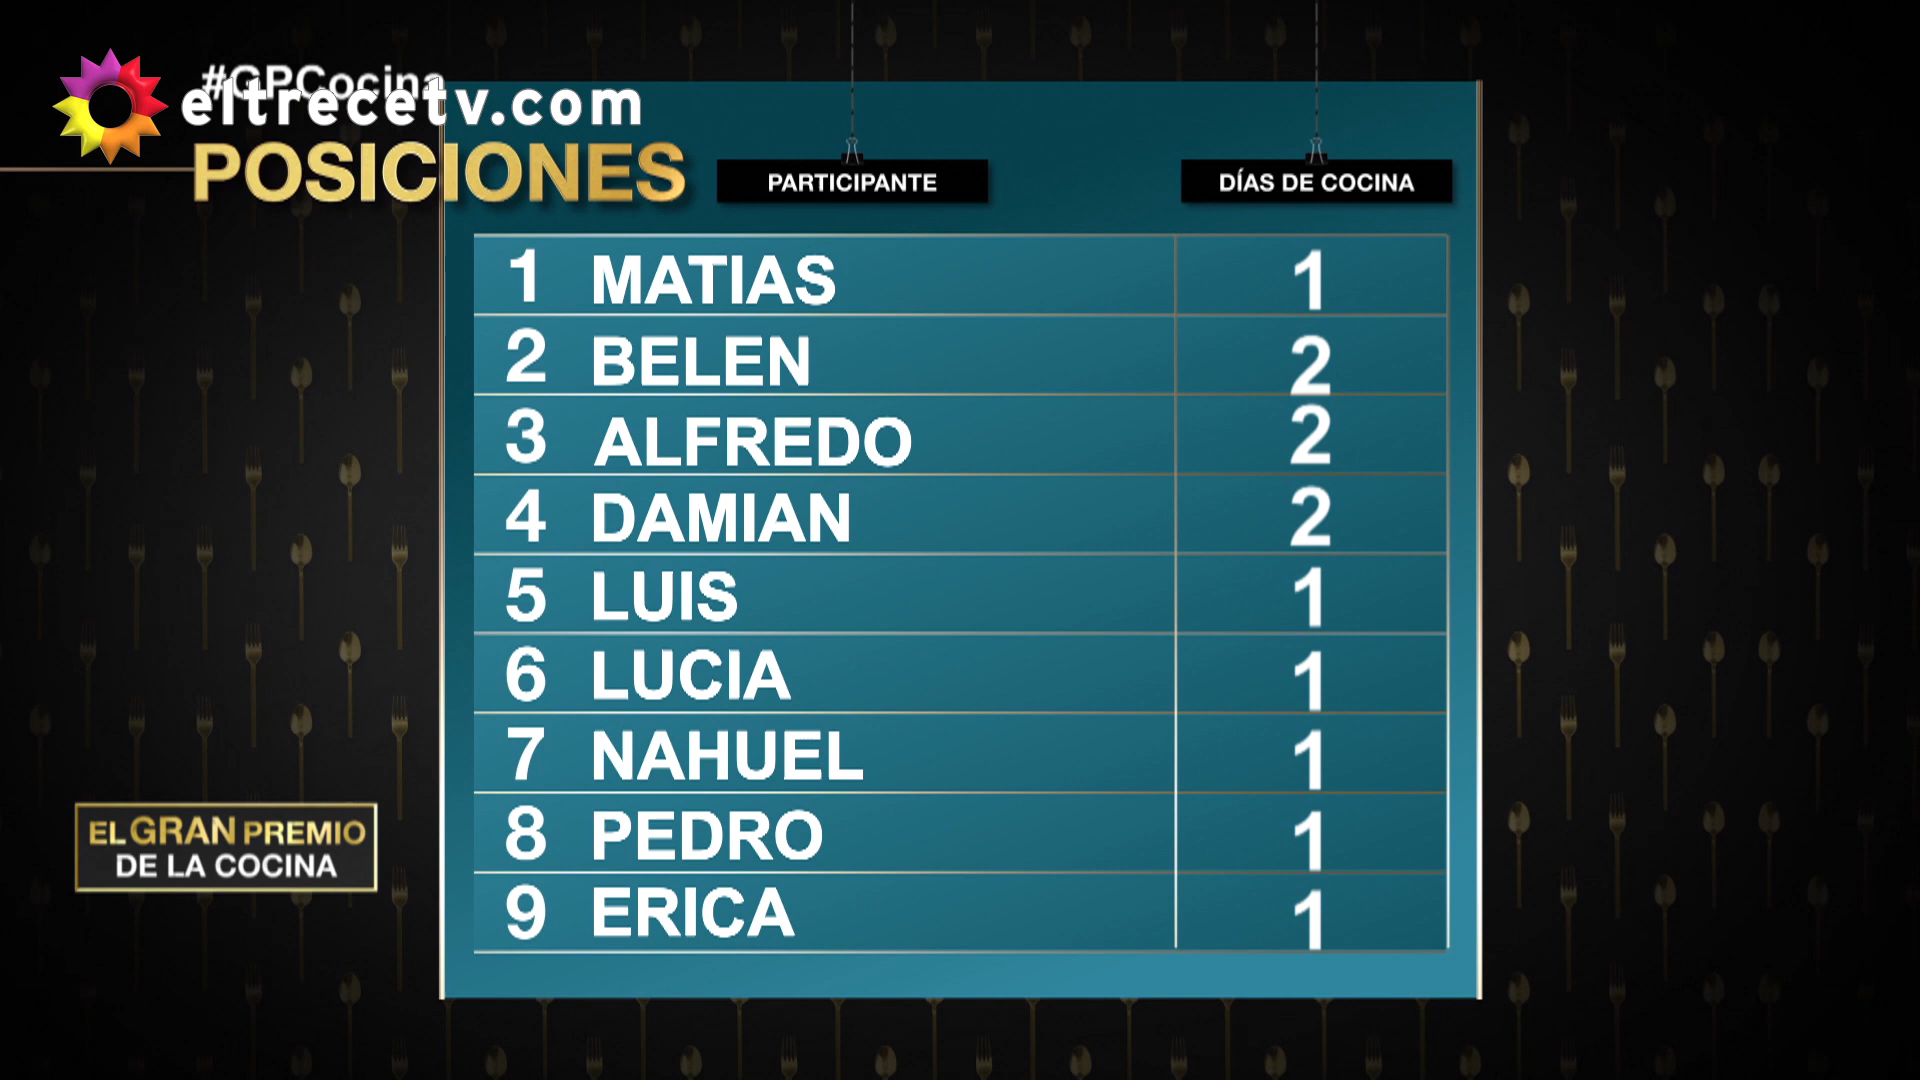 #GPCocina
eltrecetv.com
POSICIONES
PARTICIPANTE DÍAS DE COCINA
1 MATIAS 1
2 BELEN 2
3 ALFREDO 2
4 DAMIAN 2
5 LUIS 1
6 LUCIA 1
7 NAHUEL 1
8 PEDRO 1
9 ERICA 1
EL GRAN PREMIO
DE LA COCINA